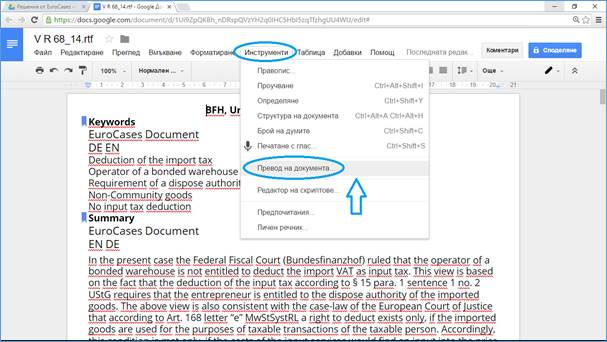 Решения от EuroCases
V R 68_14.rtf - Google До
https://docs.google.com/document/d/
V R 68_14.rtf
Файл Редактиране Преглед Вмъкване Форматиране Инструменти Таблица Добавки Помощ Последната редак...
Коментари
Споделяне
100% Нормален ... Още
Правопис...
Проучване Ctrl+Alt+Shift+I
Определяне Ctrl+Shift+Y
Структура на документа Ctrl+Alt+A Ctrl+Alt+H
Брой на думите Ctrl+Shift+C
Печатане с глас... Ctrl+Shift+S
Превод на документа...
Редактор на скриптове...
Предпочитания...
Личен речник...
BFH, Ur
Keywords
EuroCases Document
DE EN
Deduction of the import tax
Operator of a bonded warehouse
Requirement of a dispose authorit
Non-Community goods
No input tax deduction
Summary
EuroCases Document
EN DE
In the present case the Federal Fiscal Court (Bundesfinanzhof) ruled that the operator of a
bonded warehouse is not entitled to deduct the import VAT as input tax. This view is based
on the fact that the deduction of the input tax according to § 15 para. 1 sentence 1 no. 2
UStG requires that the entrepreneur is entitled to the dispose authority of the imported
goods. The above view is also consistent with the case-law of the European Court of Justice
that according to Art. 168 letter “e” MwStSystRL a right to deduct exists only, if the imported
goods are used for the purposes of taxable transactions of the taxable person. Accordingly,